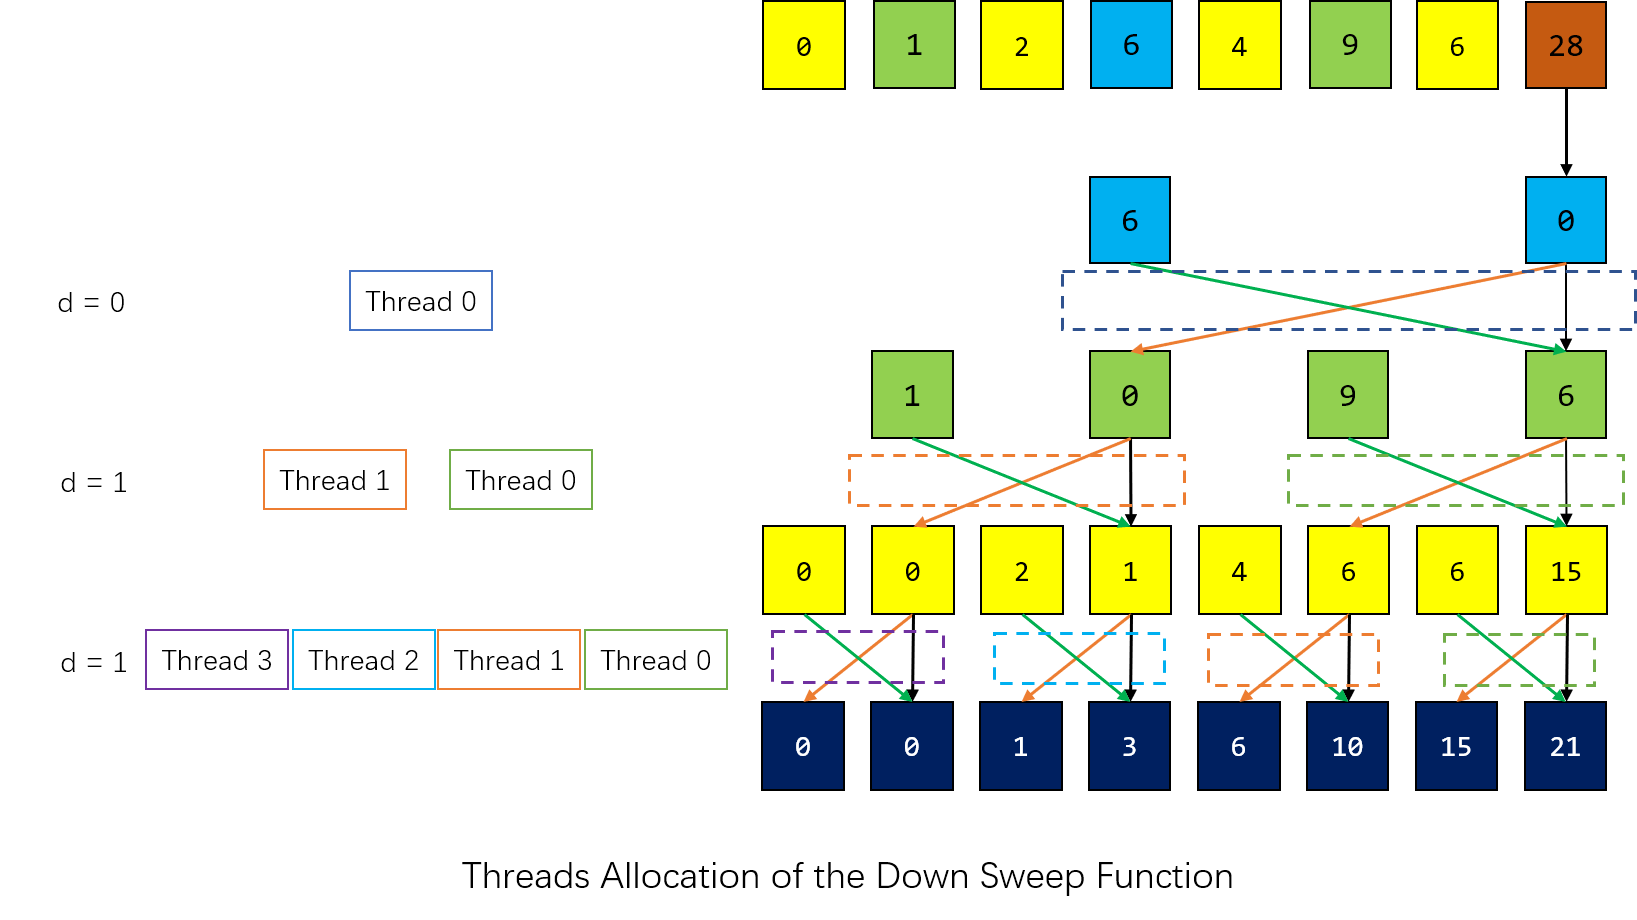 0 1 2 6 4 9 6 28
6 0
d = 0 Thread 0
1 0 9 6
d = 1 Thread 1 Thread 0
0 0 2 1 4 6 6 15
d = 1 Thread 3 Thread 2 Thread 1 Thread 0
0 0 1 3 6 10 15 21
Threads Allocation of the Down Sweep Function